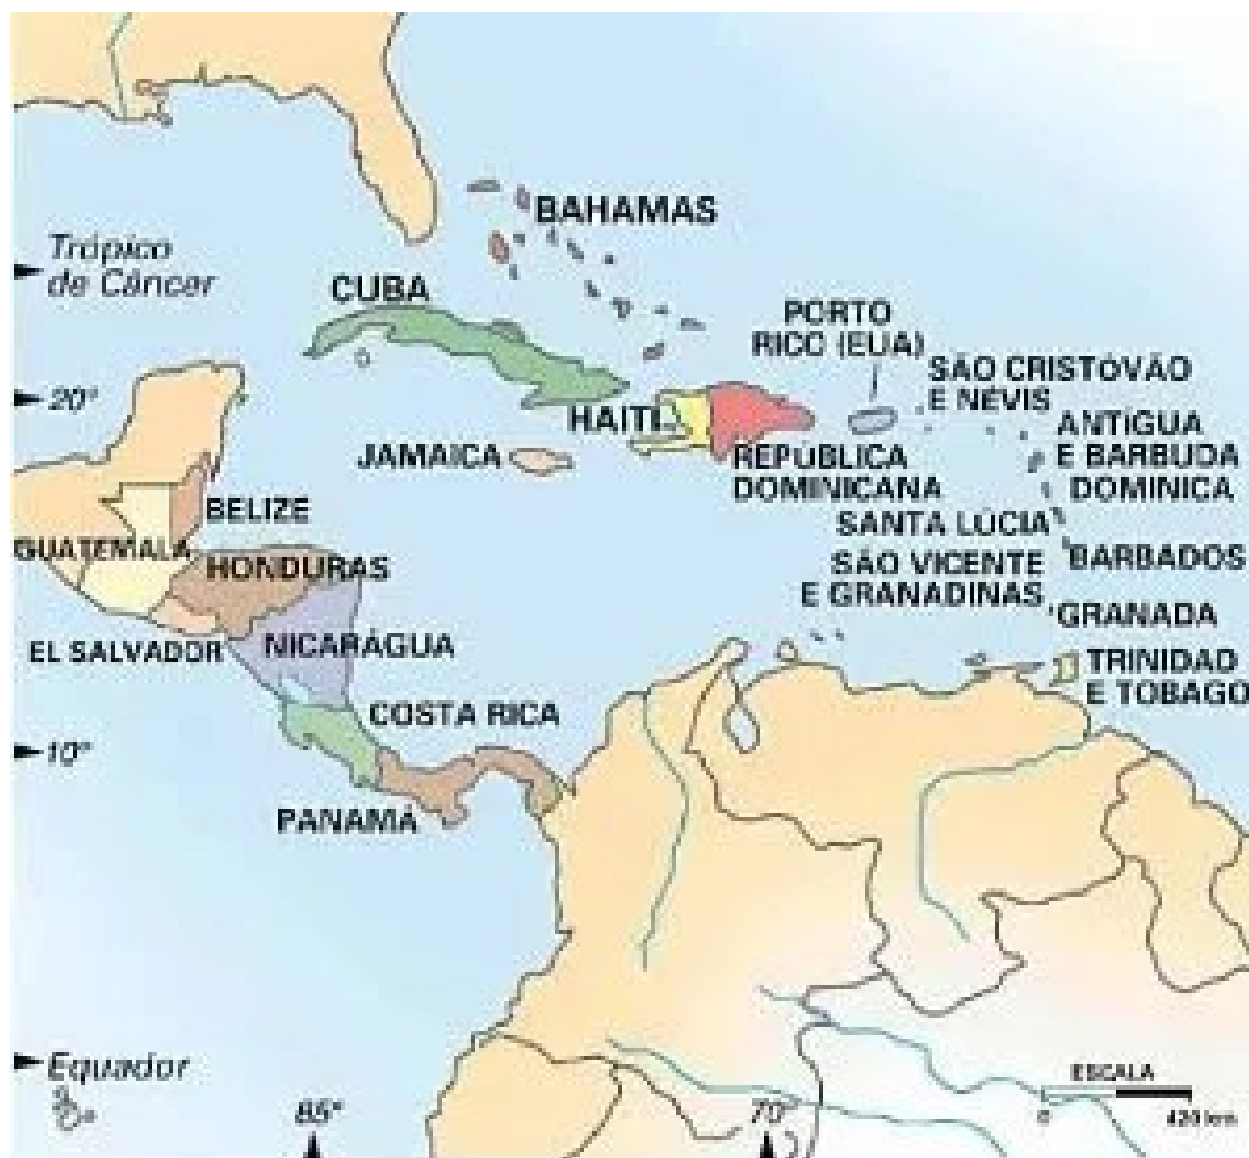 BAHAMAS
Trópico
de Câncer
CUBA
PORTO
RICO (EUA)
SÃO CRISTÓVÃO
E NÉVIS
20°
HAITI
ANTÍGUA
E BARBUDA
JAMAICA
REPÚBLICA
DOMINICANA
DOMINICA
BELIZE
SANTA LÚCIA
GUATEMALA
HONDURAS
BARBADOS
SÃO VICENTE
E GRANADINAS
GRANADA
EL SALVADOR
NICARÁGUA
TRINIDAD
E TOBAGO
COSTA RICA
10°
PANAMÁ
Equador
ESCALA
85°
70°
0
420 km